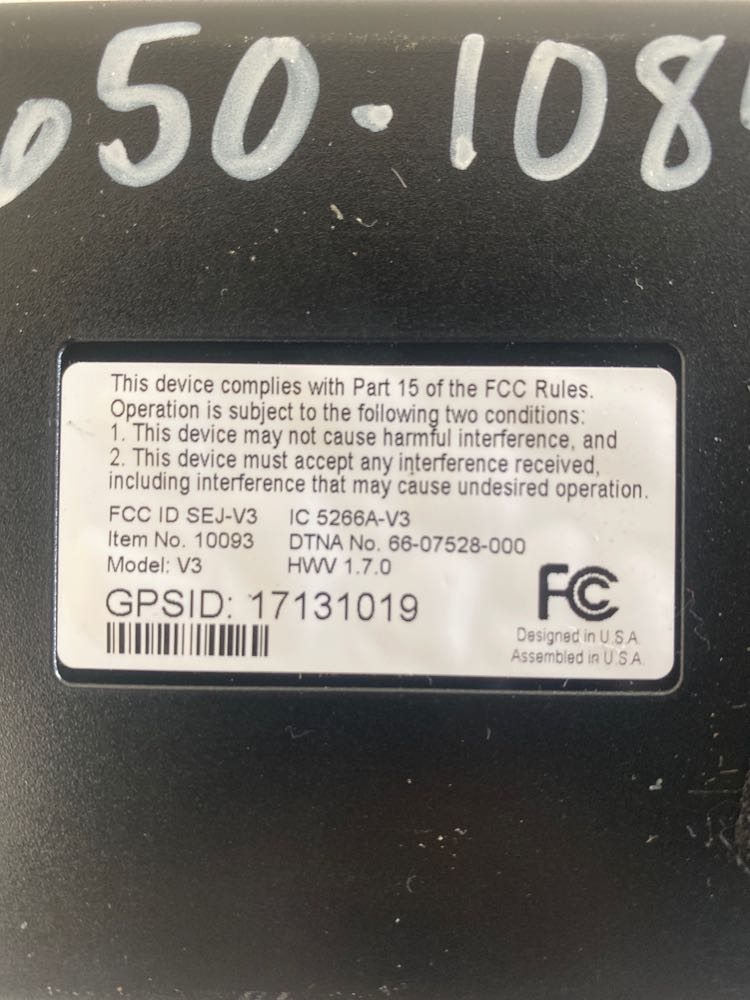 650-108
This device complies with Part 15 of the FCC Rules.
Operation is subject to the following two conditions:
1. This device may not cause harmful interference, and
2. This device must accept any interference received,
including interference that may cause undesired operation.
FCC ID SEJ-V3 IC 5266A-V3
Item No. 10093 DTNA No. 66-07528-000
Model: V3 HWV 1.7.0
GPSID: 17131019
FC
Designed in U.S.A.
Assembled in U.S.A.